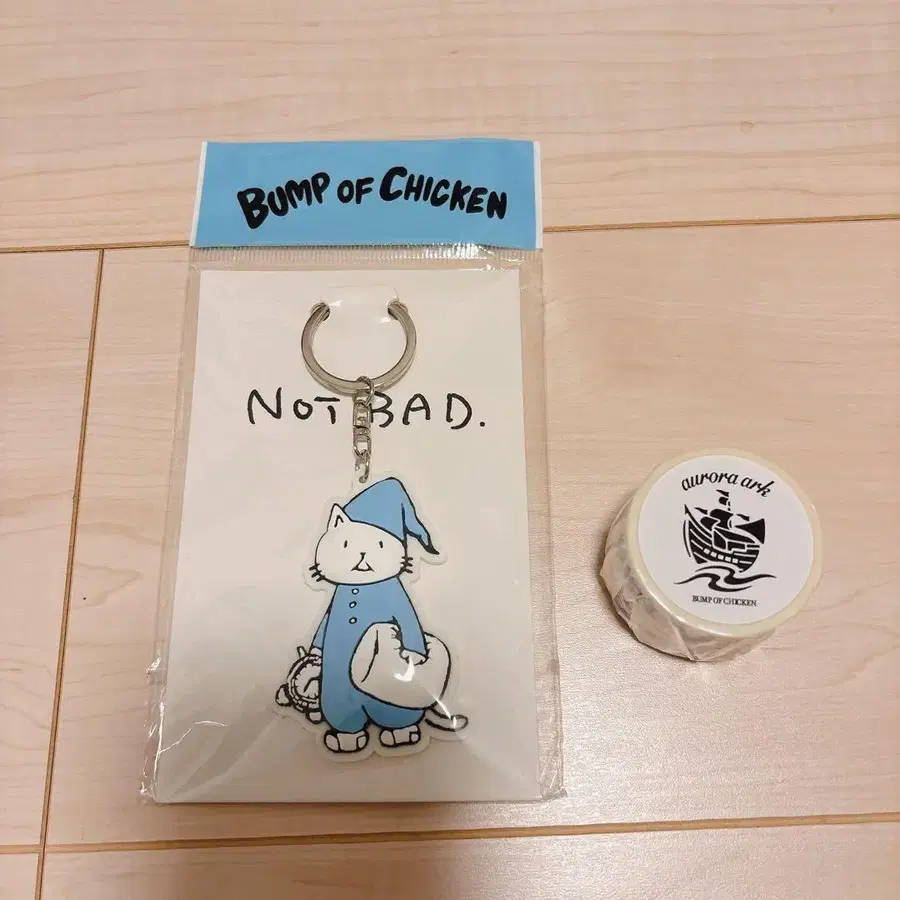 BUMP OF CHICKEN
NOT BAD.
aurora ark
BUMP OF CHICKEN